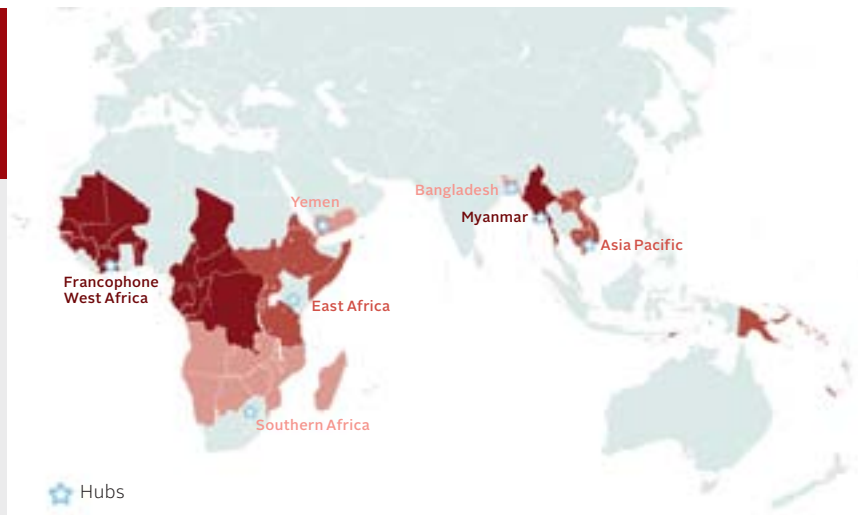 Yemen
Bangladesh
Myanmar
Asia Pacific
Francophone
West Africa
East Africa
Southern Africa
Hubs